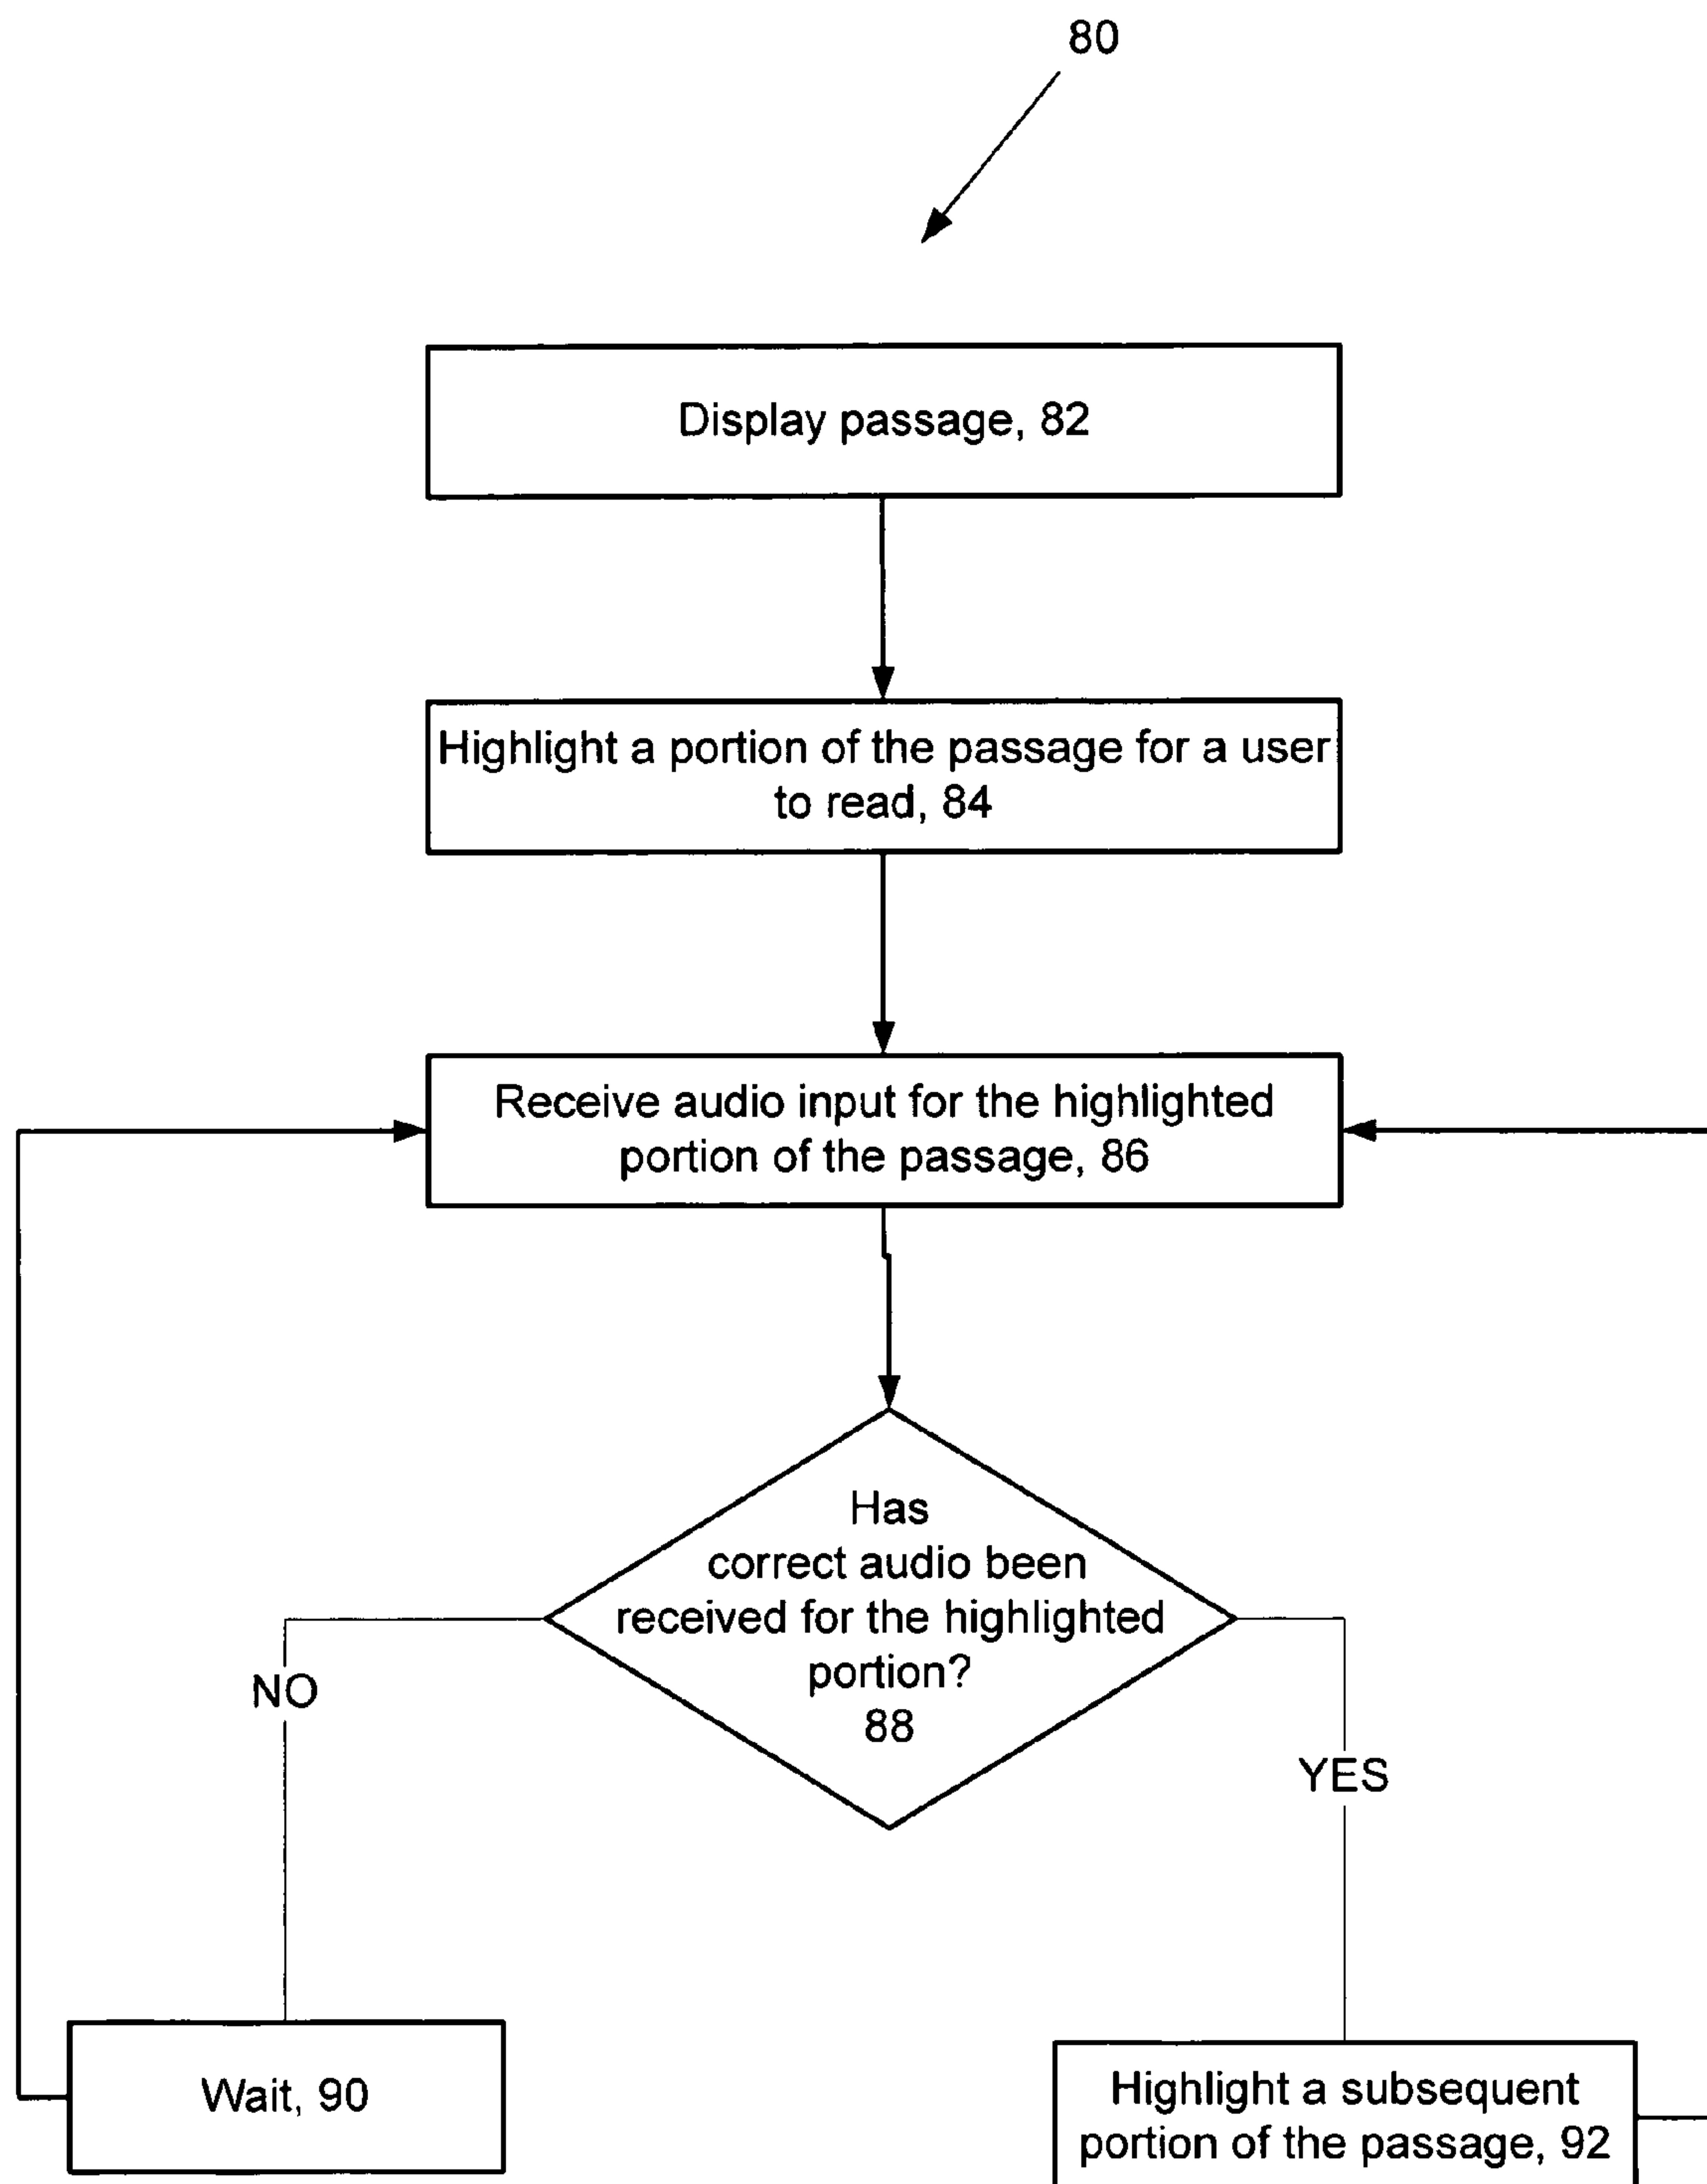 80
Display passage, 82
Highlight a portion of the passage for a user
to read, 84
Receive audio input for the highlighted
portion of the passage, 86
Has
correct audio been
received for the highlighted
portion?
88
NO
YES
Wait, 90
Highlight a subsequent
portion of the passage, 92